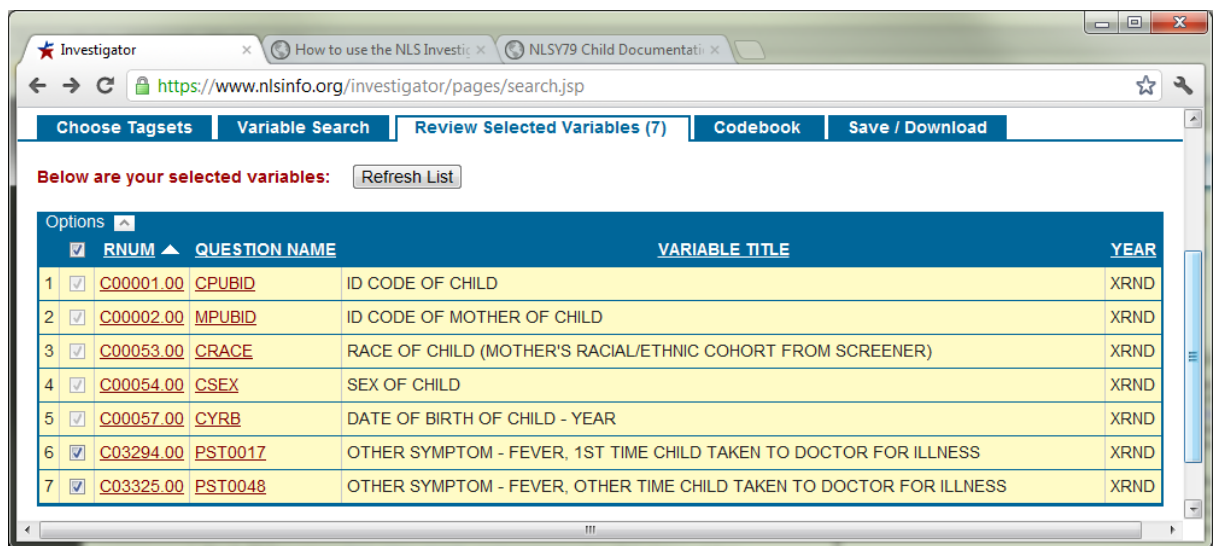 Investigator How to use the NLS Investig NLSY79 Child Documentati
https://www.nlsinfo.org/investigator/pages/search.jsp
Choose Tagsets Variable Search Review Selected Variables (7) Codebook Save / Download
Below are your selected variables: Refresh List
Options
RNUM QUESTION NAME VARIABLE TITLE YEAR
1 C00001.00 CPUBID ID CODE OF CHILD XRND
2 C00002.00 MPUBID ID CODE OF MOTHER OF CHILD XRND
3 C00053.00 CRACE RACE OF CHILD (MOTHER'S RACIAL/ETHNIC COHORT FROM SCREENER) XRND
4 C00054.00 CSEX SEX OF CHILD XRND
5 C00057.00 CYRB DATE OF BIRTH OF CHILD - YEAR XRND
6 C03294.00 PST0017 OTHER SYMPTOM - FEVER, 1ST TIME CHILD TAKEN TO DOCTOR FOR ILLNESS XRND
7 C03325.00 PST0048 OTHER SYMPTOM - FEVER, OTHER TIME CHILD TAKEN TO DOCTOR FOR ILLNESS XRND